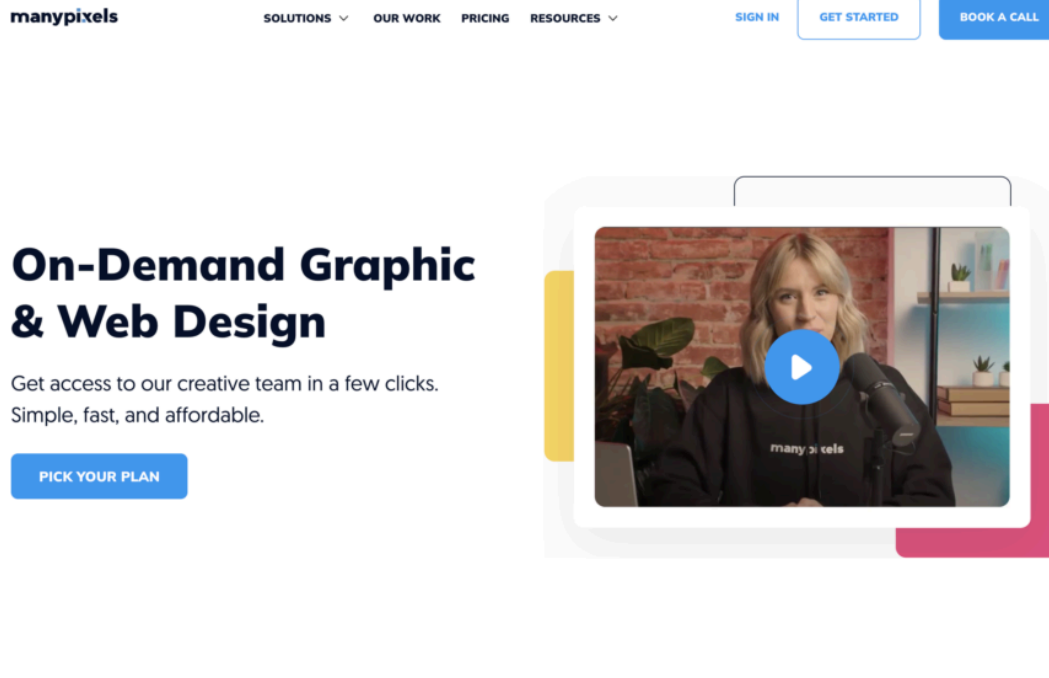 manypixels
SOLUTIONS OUR WORK PRICING RESOURCES
SIGN IN GET STARTED BOOK A CALL
On-Demand Graphic
& Web Design
Get access to our creative team in a few clicks.
Simple, fast, and affordable.
PICK YOUR PLAN
manypixels